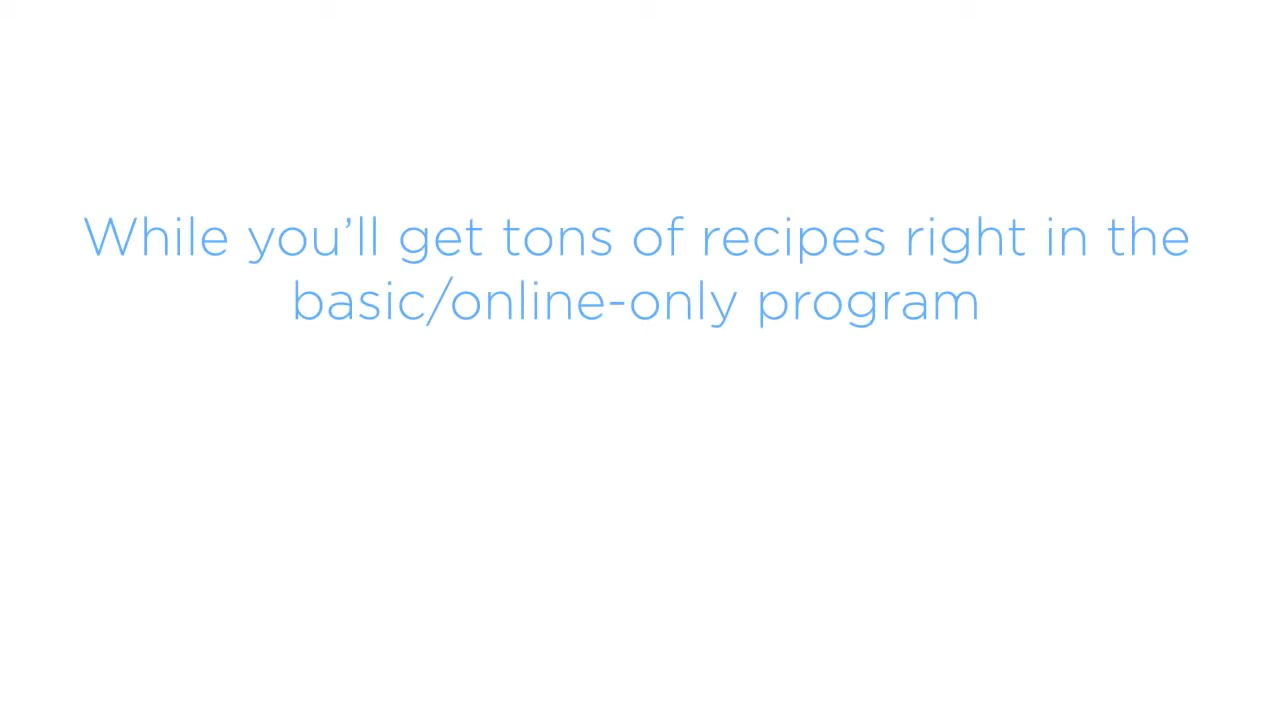 While you’ll get tons of recipes right in the
basic/online-only program